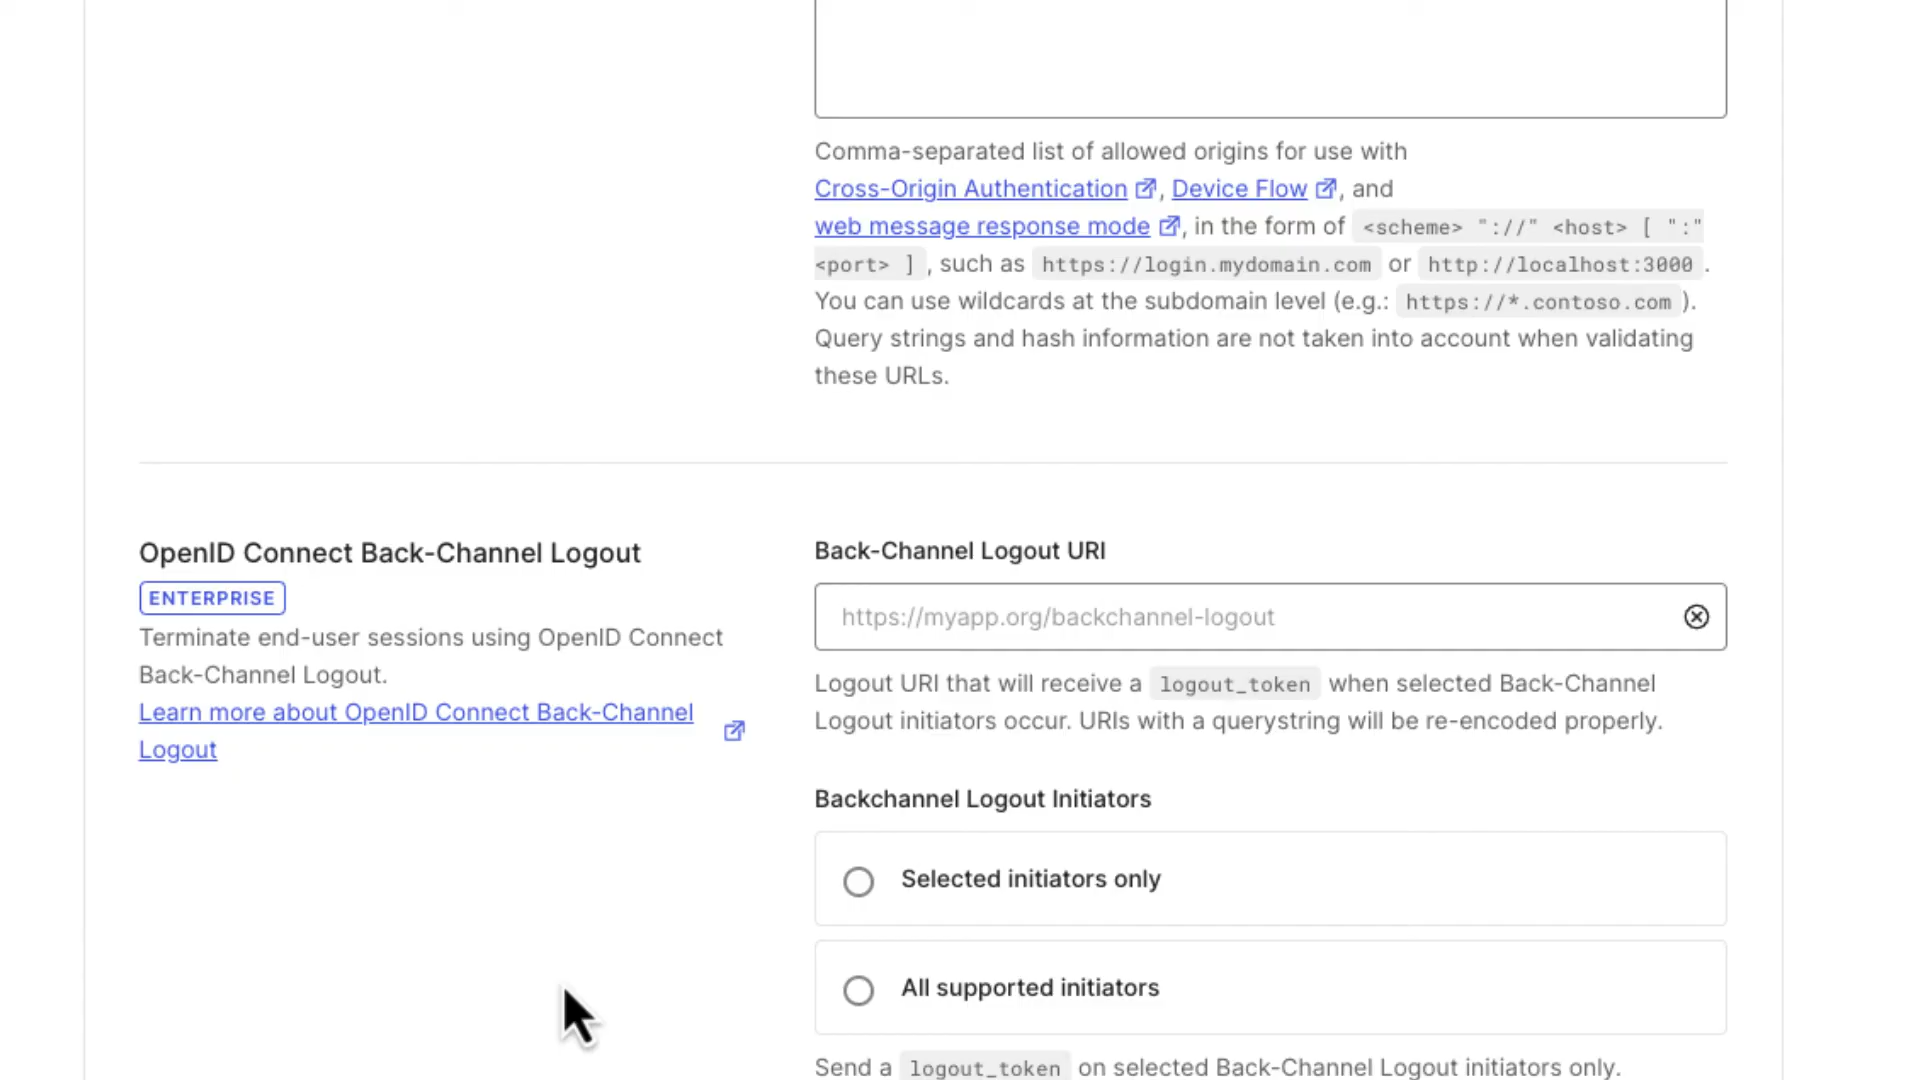 Comma-separated list of allowed origins for use with
Cross-Origin Authentication , Device Flow , and
web message response mode , in the form of <scheme> "://" <host> [ ":"
<port> ] , such as https://login.mydomain.com or http://localhost:3000 .
You can use wildcards at the subdomain level (e.g.: https://*.contoso.com ).
Query strings and hash information are not taken into account when validating
these URLs.
OpenID Connect Back-Channel Logout
ENTERPRISE
Terminate end-user sessions using OpenID Connect
Back-Channel Logout.
Learn more about OpenID Connect Back-Channel
Logout
Back-Channel Logout URI
https://myapp.org/backchannel-logout
Logout URI that will receive a logout_token when selected Back-Channel
Logout initiators occur. URIs with a querystring will be re-encoded properly.
Backchannel Logout Initiators
Selected initiators only
All supported initiators
Send a logout_token on selected Back-Channel Logout initiators only.